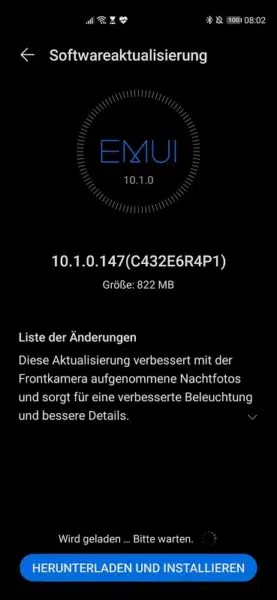 100 08:02
Softwareaktualisierung
EMUI
10.1.0
10.1.0.147(C432E6R4P1)
Größe: 822 MB
Liste der Änderungen
Diese Aktualisierung verbessert mit der
Frontkamera aufgenommene Nachtfotos
und sorgt für eine verbesserte Beleuchtung
und bessere Details.
Wird geladen … Bitte warten.
HERUNTERLADEN UND INSTALLIEREN